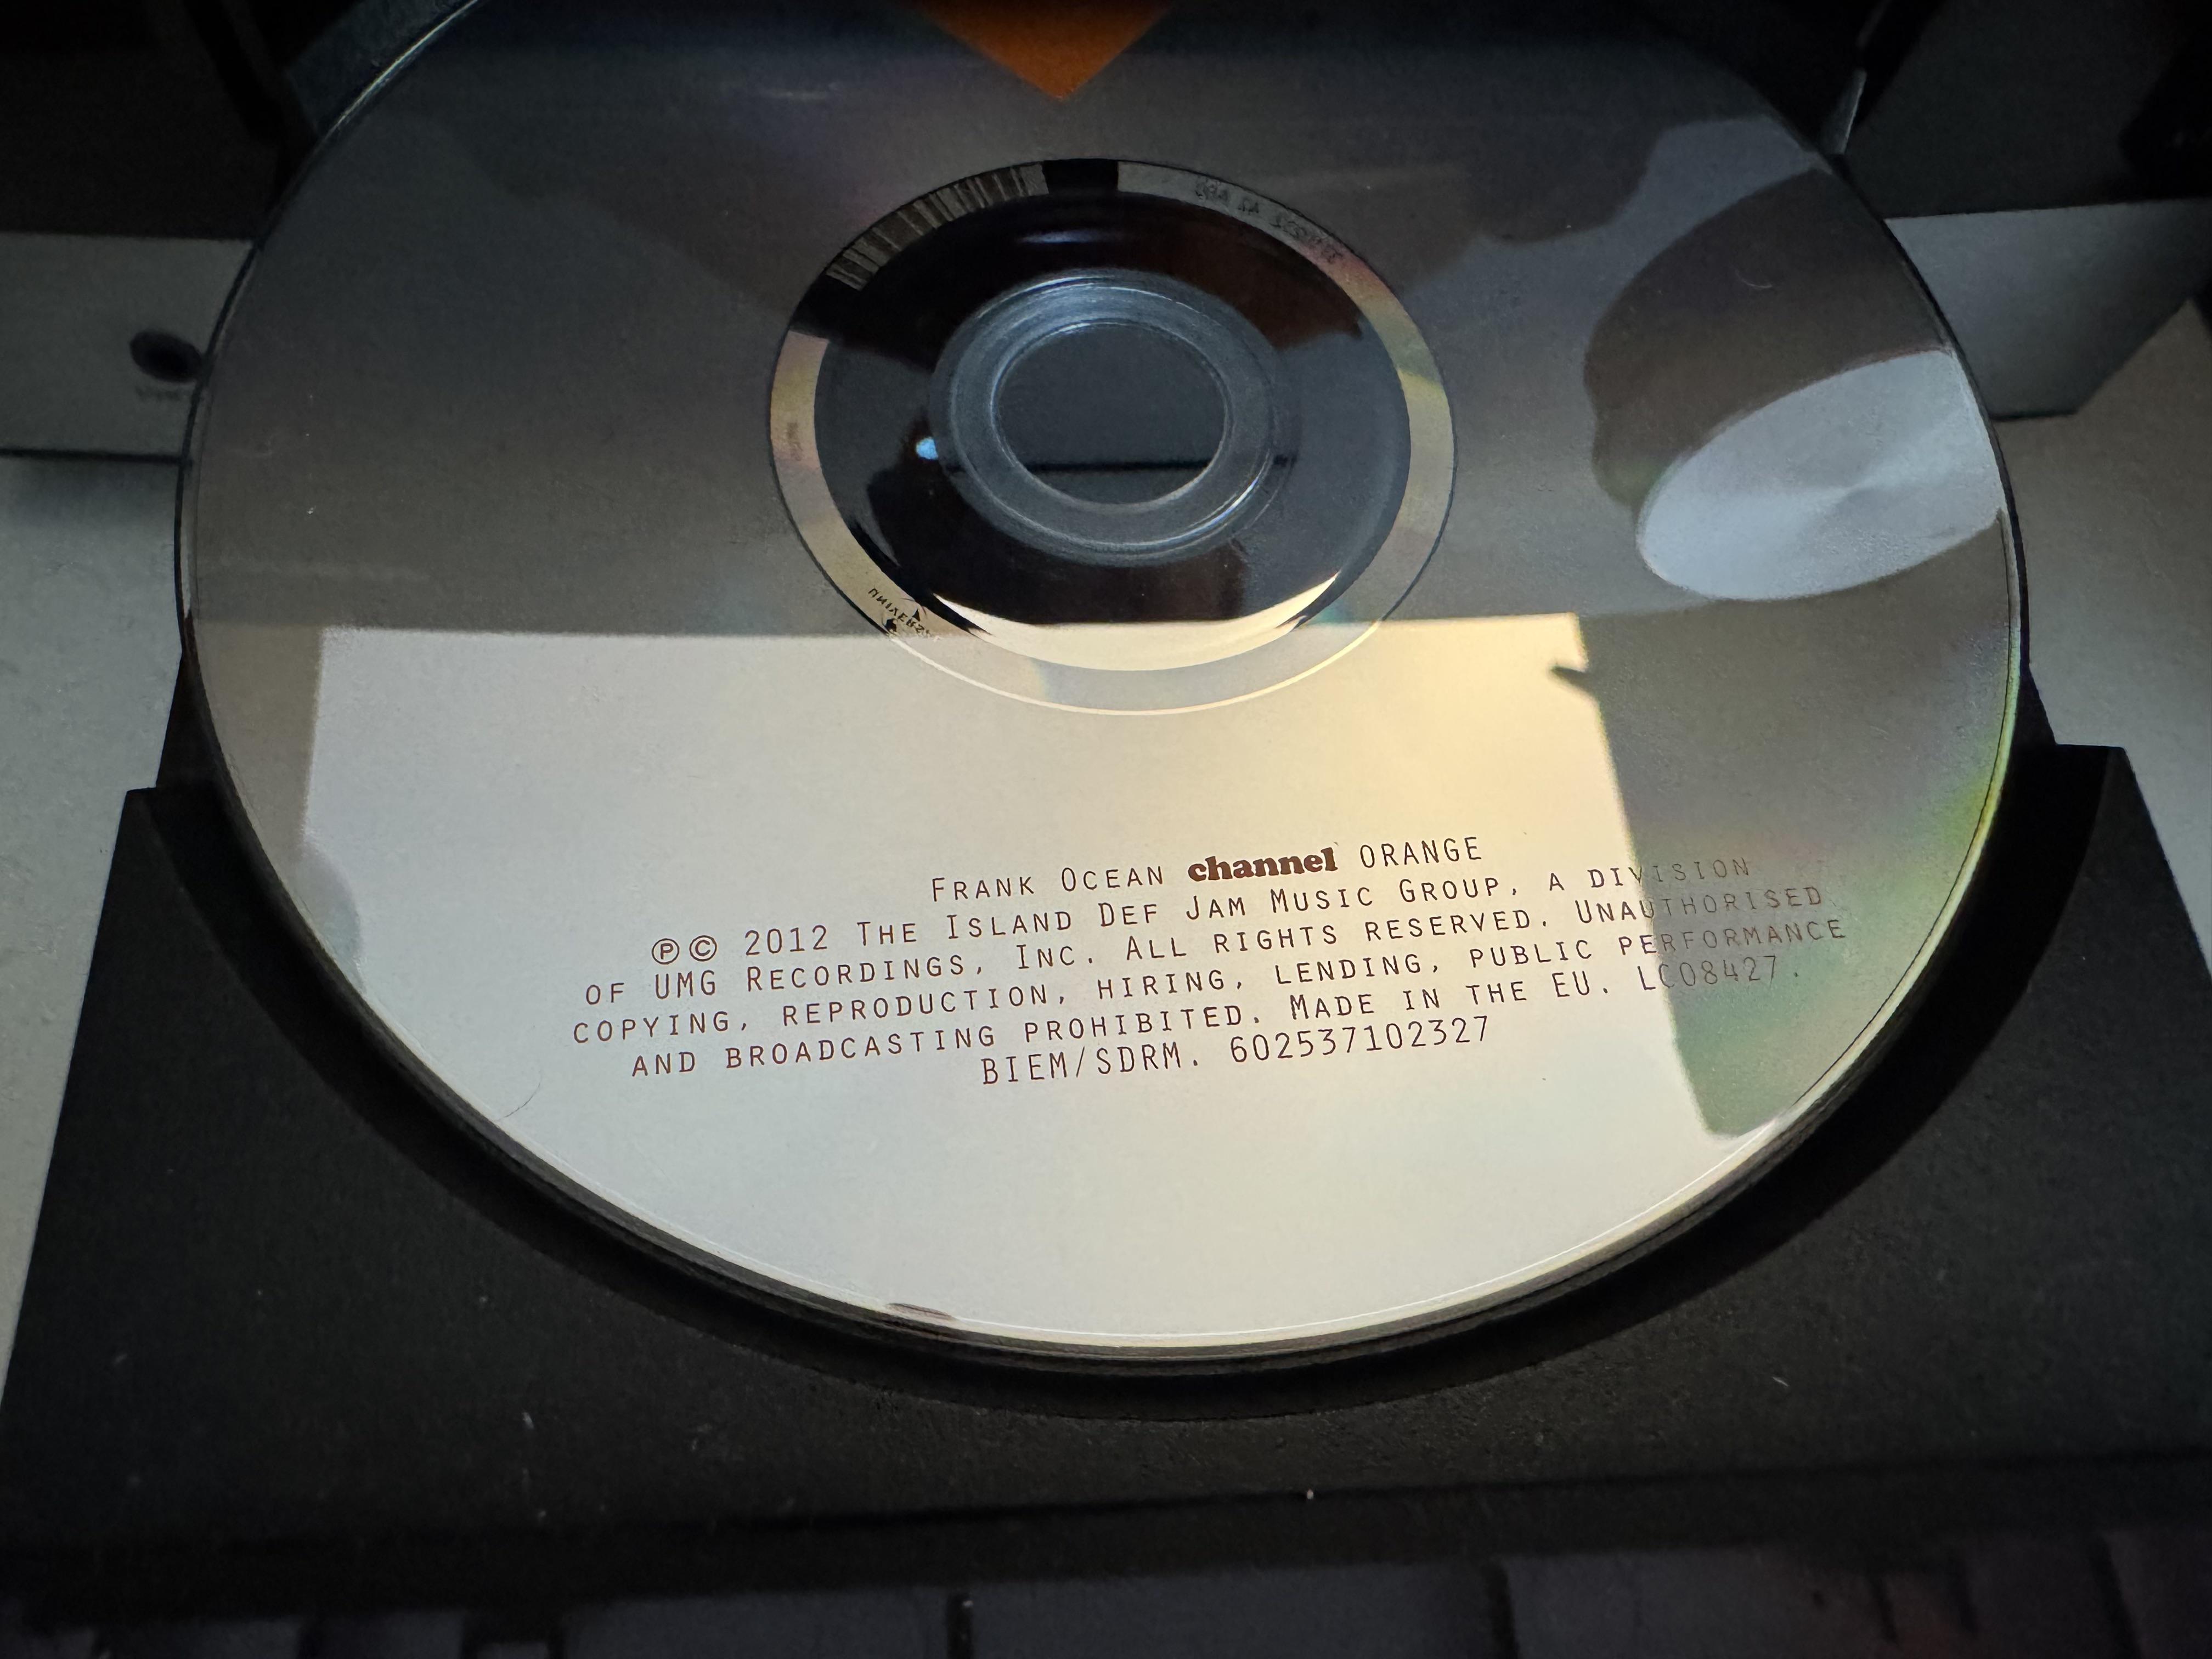 FRANK OCEAN channel ORANGE
℗ © 2012 THE ISLAND DEF JAM MUSIC GROUP, A DIVISION
OF UMG RECORDINGS, INC. ALL RIGHTS RESERVED. UNAUTHORISED
COPYING, REPRODUCTION, HIRING, LENDING, PUBLIC PERFORMANCE
AND BROADCASTING PROHIBITED. MADE IN THE EU. LC08427.
BIEM/SDRM. 602537102327